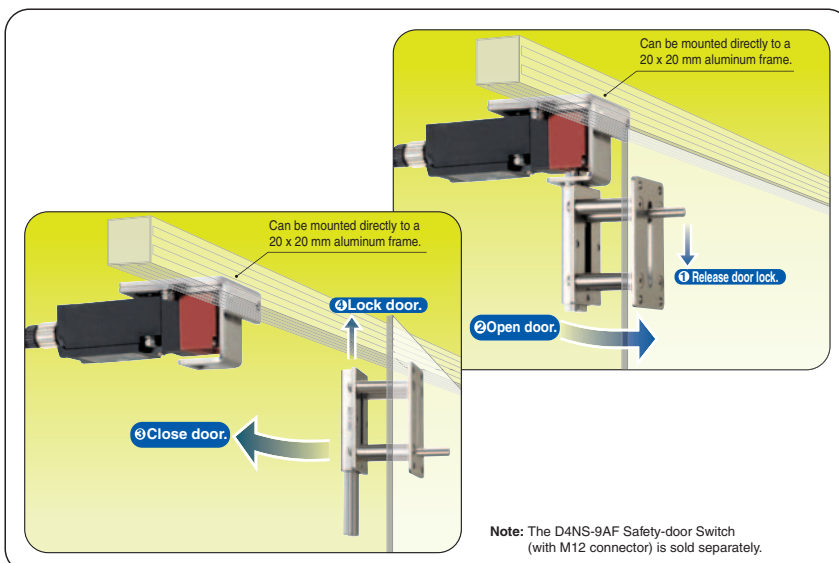 Can be mounted directly to a
20 x 20 mm aluminum frame.
❶ Release door lock.
❷Open door.
Can be mounted directly to a
20 x 20 mm aluminum frame.
❹Lock door.
❸Close door.
Note: The D4NS-9AF Safety-door Switch
(with M12 connector) is sold separately.